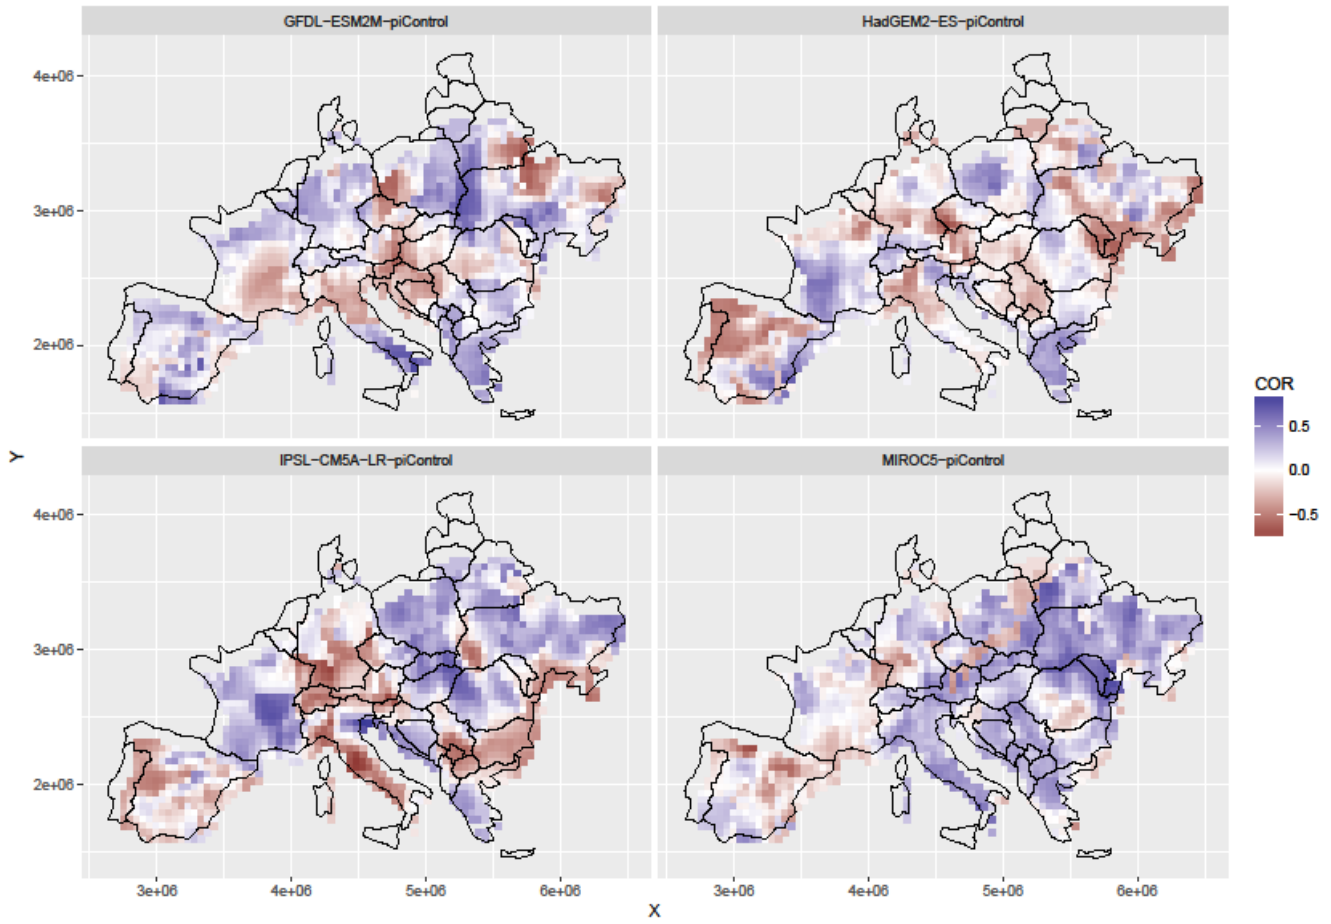 GFDL−ESM2M−piControl
HadGEM2−ES−piControl
4e+06
3e+06
2e+06
COR
0.5
0.0
−0.5
Y
IPSL−CM5A−LR−piControl
MIROC5−piControl
4e+06
3e+06
2e+06
3e+06
4e+06
5e+06
6e+06
3e+06
4e+06
5e+06
6e+06
X